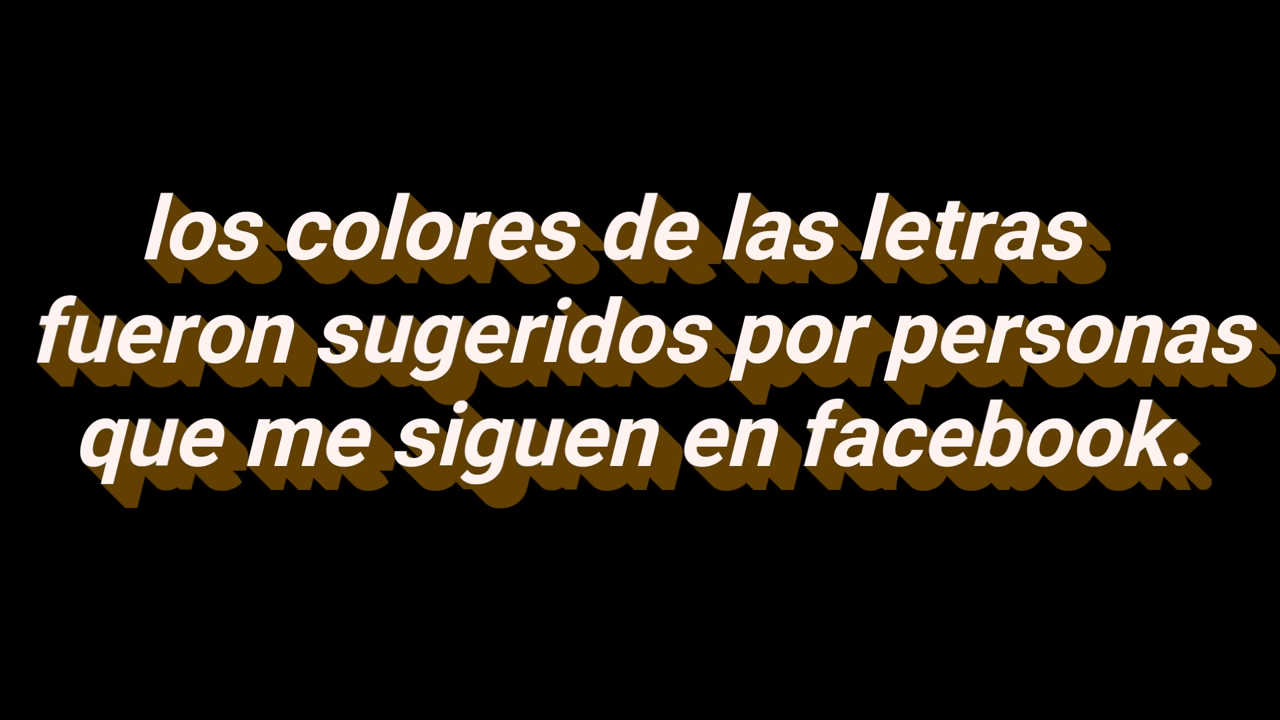 los colores de las letras
fueron sugeridos por personas
que me siguen en facebook.